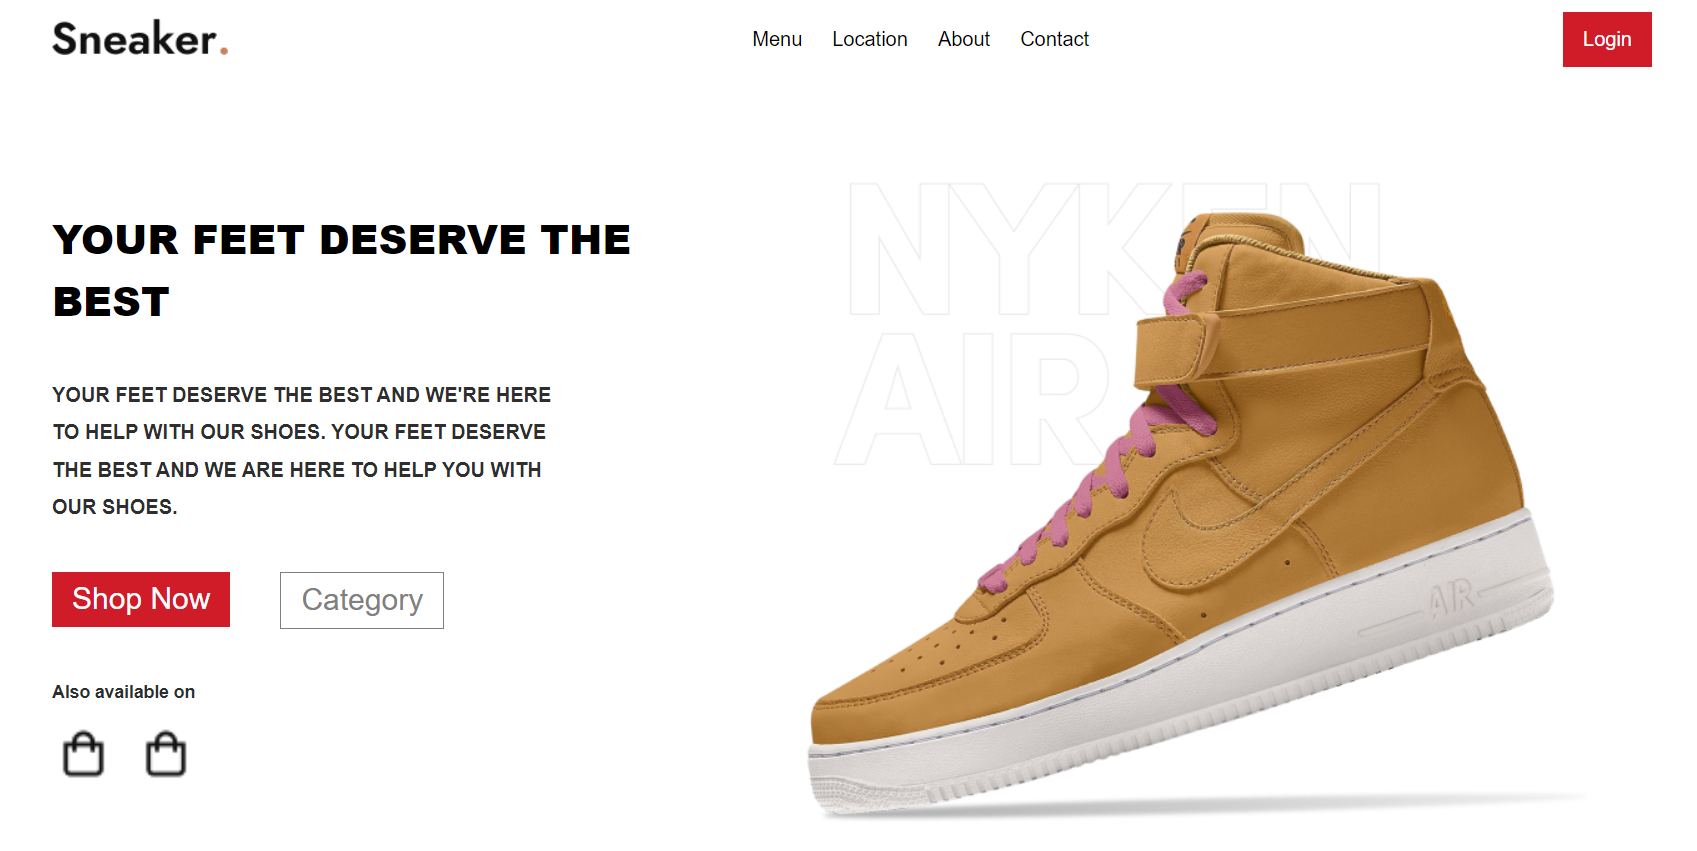 Sneaker.
Menu Location About Contact
Login
NYKEN
AIR
YOUR FEET DESERVE THE
BEST
YOUR FEET DESERVE THE BEST AND WE'RE HERE
TO HELP WITH OUR SHOES. YOUR FEET DESERVE
THE BEST AND WE ARE HERE TO HELP YOU WITH
OUR SHOES.
Shop Now
Category
Also available on
AIR